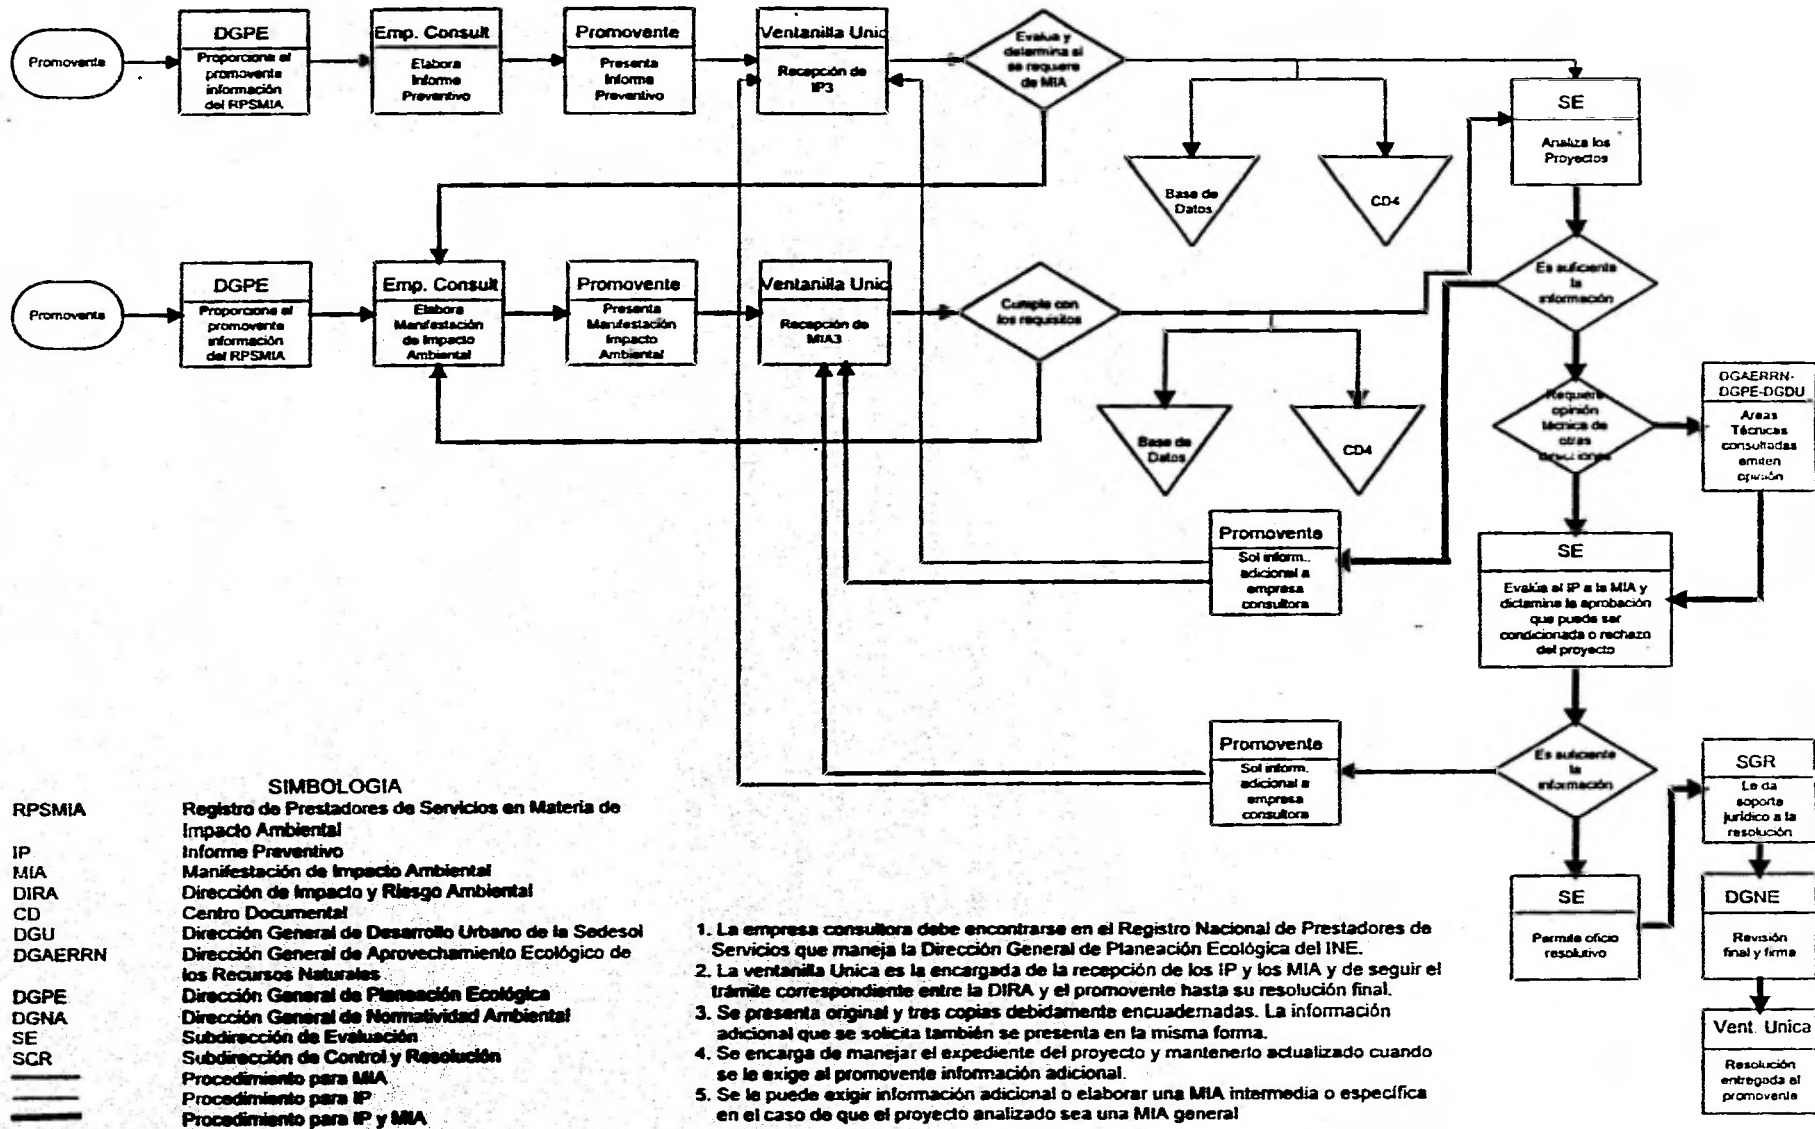 Promovente
DGPE
Proporciona al
promovente
información
del RPSMIA
Emp. Consult
Elabora
Informe
Preventivo
Promovente
Presenta
Informe
Preventivo
Ventanilla Unic
Recepción de
IP3
Evalua y
determina si
se requiere
de MIA
Base de
Datos
CD4
SE
Analiza los
Proyectos
Promovente
DGPE
Proporciona al
promovente
información
del RPSMIA
Emp. Consult
Elabora
Manifestación
de Impacto
Ambiental
Promovente
Presenta
Manifestación
Impacto
Ambiental
Ventanilla Unic
Recepción de
MIA3
Cumple con
los requisitos
Base de
Datos
CD4
Es suficiente
la
información
Requiere
opinión
técnica de
otras
direcciones
DGAERRN-
DGPE-DGDU
Areas
Técnicas
consultadas
emiten
opinión
Promovente
Sol inform..
adicional a
empresa
consultora
SE
Evalúa el IP a la MIA y
dictamina la aprobación
que puede ser
condicionada o rechazo
del proyecto
Promovente
Sol inform.
adicional a
empresa
consultora
Es suficiente
la
información
SGR
Le da
soporte
jurídico a la
resolución
SE
Permite oficio
resolutivo
DGNE
Revisión
final y firma
Vent. Unica
Resolución
entregada al
promovente
SIMBOLOGIA
RPSMIA Registro de Prestadores de Servicios en Materia de
Impacto Ambiental
IP Informe Preventivo
MIA Manifestación de Impacto Ambiental
DIRA Dirección de Impacto y Riesgo Ambiental
CD Centro Documental
DGU Dirección General de Desarrollo Urbano de la Sedesol
DGAERRN Dirección General de Aprovechamiento Ecológico de
los Recursos Naturales
DGPE Dirección General de Planeación Ecológica
DGNA Dirección General de Normatividad Ambiental
SE Subdirección de Evaluación
SCR Subdirección de Control y Resolución
Procedimiento para MIA
Procedimiento para IP
Procedimiento para IP y MIA
1. La empresa consultora debe encontrarse en el Registro Nacional de Prestadores de
Servicios que maneja la Dirección General de Planeación Ecológica del INE.
2. La ventanilla Unica es la encargada de la recepción de los IP y los MIA y de seguir el
trámite correspondiente entre la DIRA y el promovente hasta su resolución final.
3. Se presenta original y tres copias debidamente encuadernadas. La información
adicional que se solicita también se presenta en la misma forma.
4. Se encarga de manejar el expediente del proyecto y mantenerlo actualizado cuando
se le exige al promovente información adicional.
5. Se le puede exigir información adicional o elaborar una MIA intermedia o específica
en el caso de que el proyecto analizado sea una MIA general